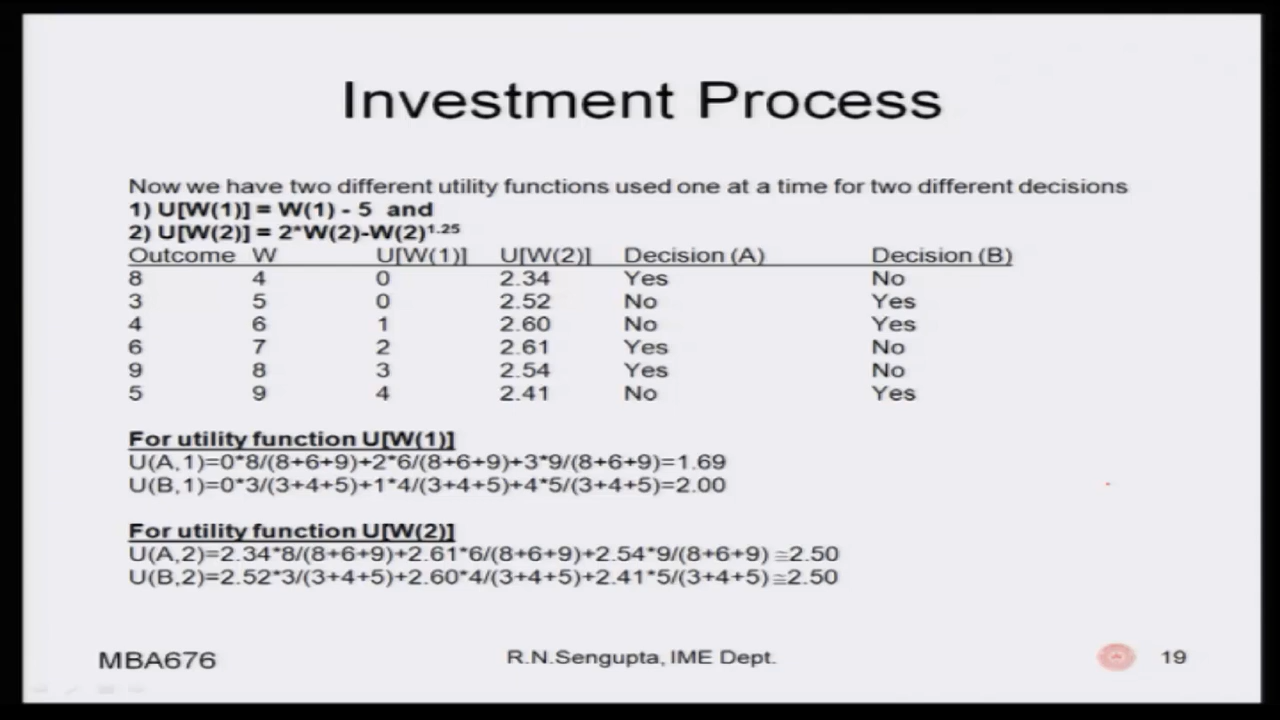 Investment Process
Now we have two different utility functions used one at a time for two different decisions
1) U[W(1)] = W(1) - 5 and
2) U[W(2)] = 2*W(2)-W(2)^1.25
Outcome W U[W(1)] U[W(2)] Decision (A) Decision (B)
8 4 0 2.34 Yes No
3 5 0 2.52 No Yes
4 6 1 2.60 No Yes
6 7 2 2.61 Yes No
9 8 3 2.54 Yes No
5 9 4 2.41 No Yes
For utility function U[W(1)]
U(A,1)=0*8/(8+6+9)+2*6/(8+6+9)+3*9/(8+6+9)=1.69
U(B,1)=0*3/(3+4+5)+1*4/(3+4+5)+4*5/(3+4+5)=2.00
For utility function U[W(2)]
U(A,2)=2.34*8/(8+6+9)+2.61*6/(8+6+9)+2.54*9/(8+6+9) ≅2.50
U(B,2)=2.52*3/(3+4+5)+2.60*4/(3+4+5)+2.41*5/(3+4+5)≅2.50
MBA676 R.N.Sengupta, IME Dept. 19